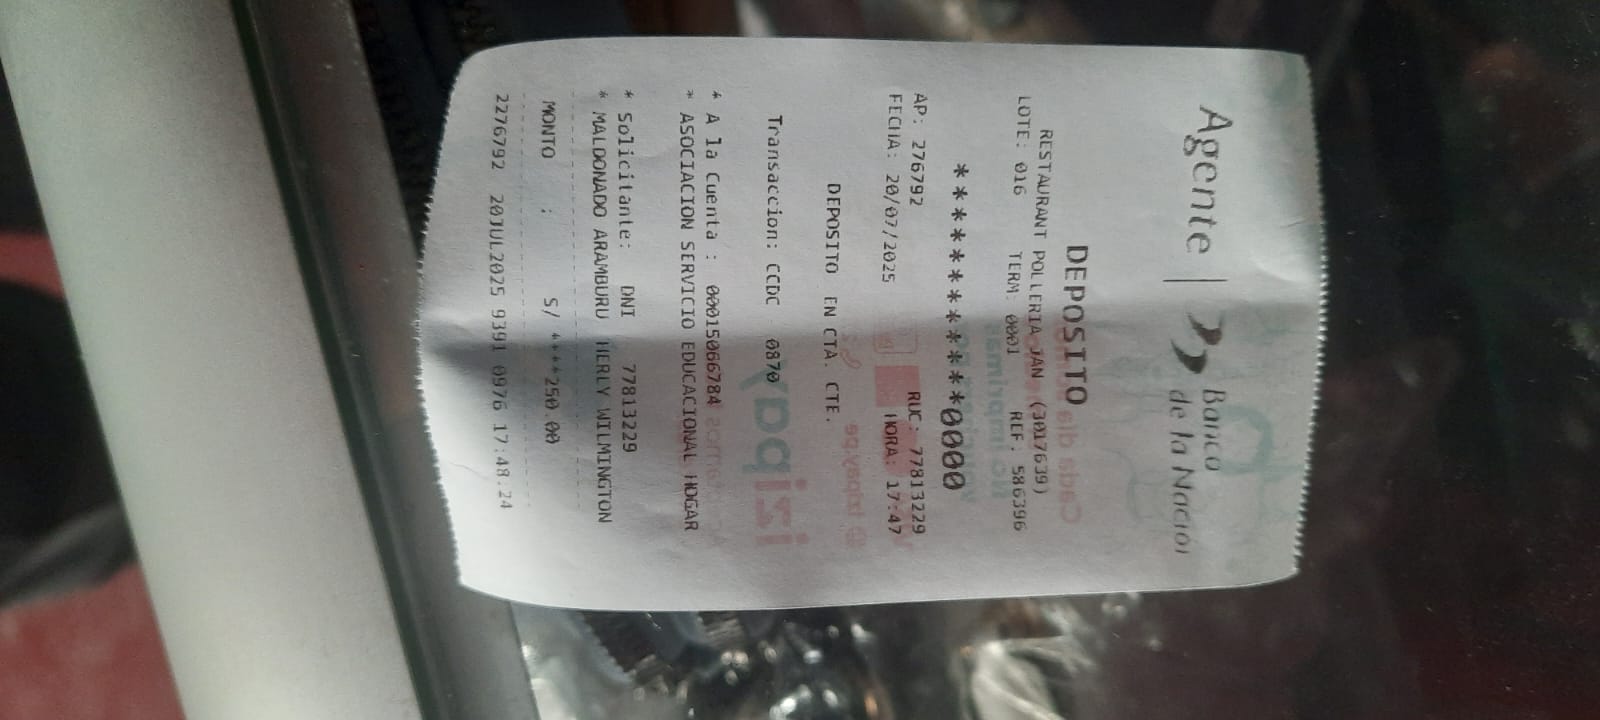 Agente | Banco
de la Nación
DEPOSITO
RESTAURANT POLLERIA JAN (3017639)
LOTE: 016 TERM: 0001 REF: 586396
************0000
AP: 276792 RUC: 77813229
FECHA: 20/07/2025 HORA: 17:47
DEPOSITO EN CTA. CTE.
Transaccion: CCDC 0870
* A la Cuenta : 00015066784
* ASOCIACION SERVICIO EDUCACIONAL HOGAR
* Solicitante: DNI 77813229
* MALDONADO ARAMBURU HERLY WILMINGTON
MONTO : S/ ****250.00
2276792 20JUL2025 9391 0976 17:48:24